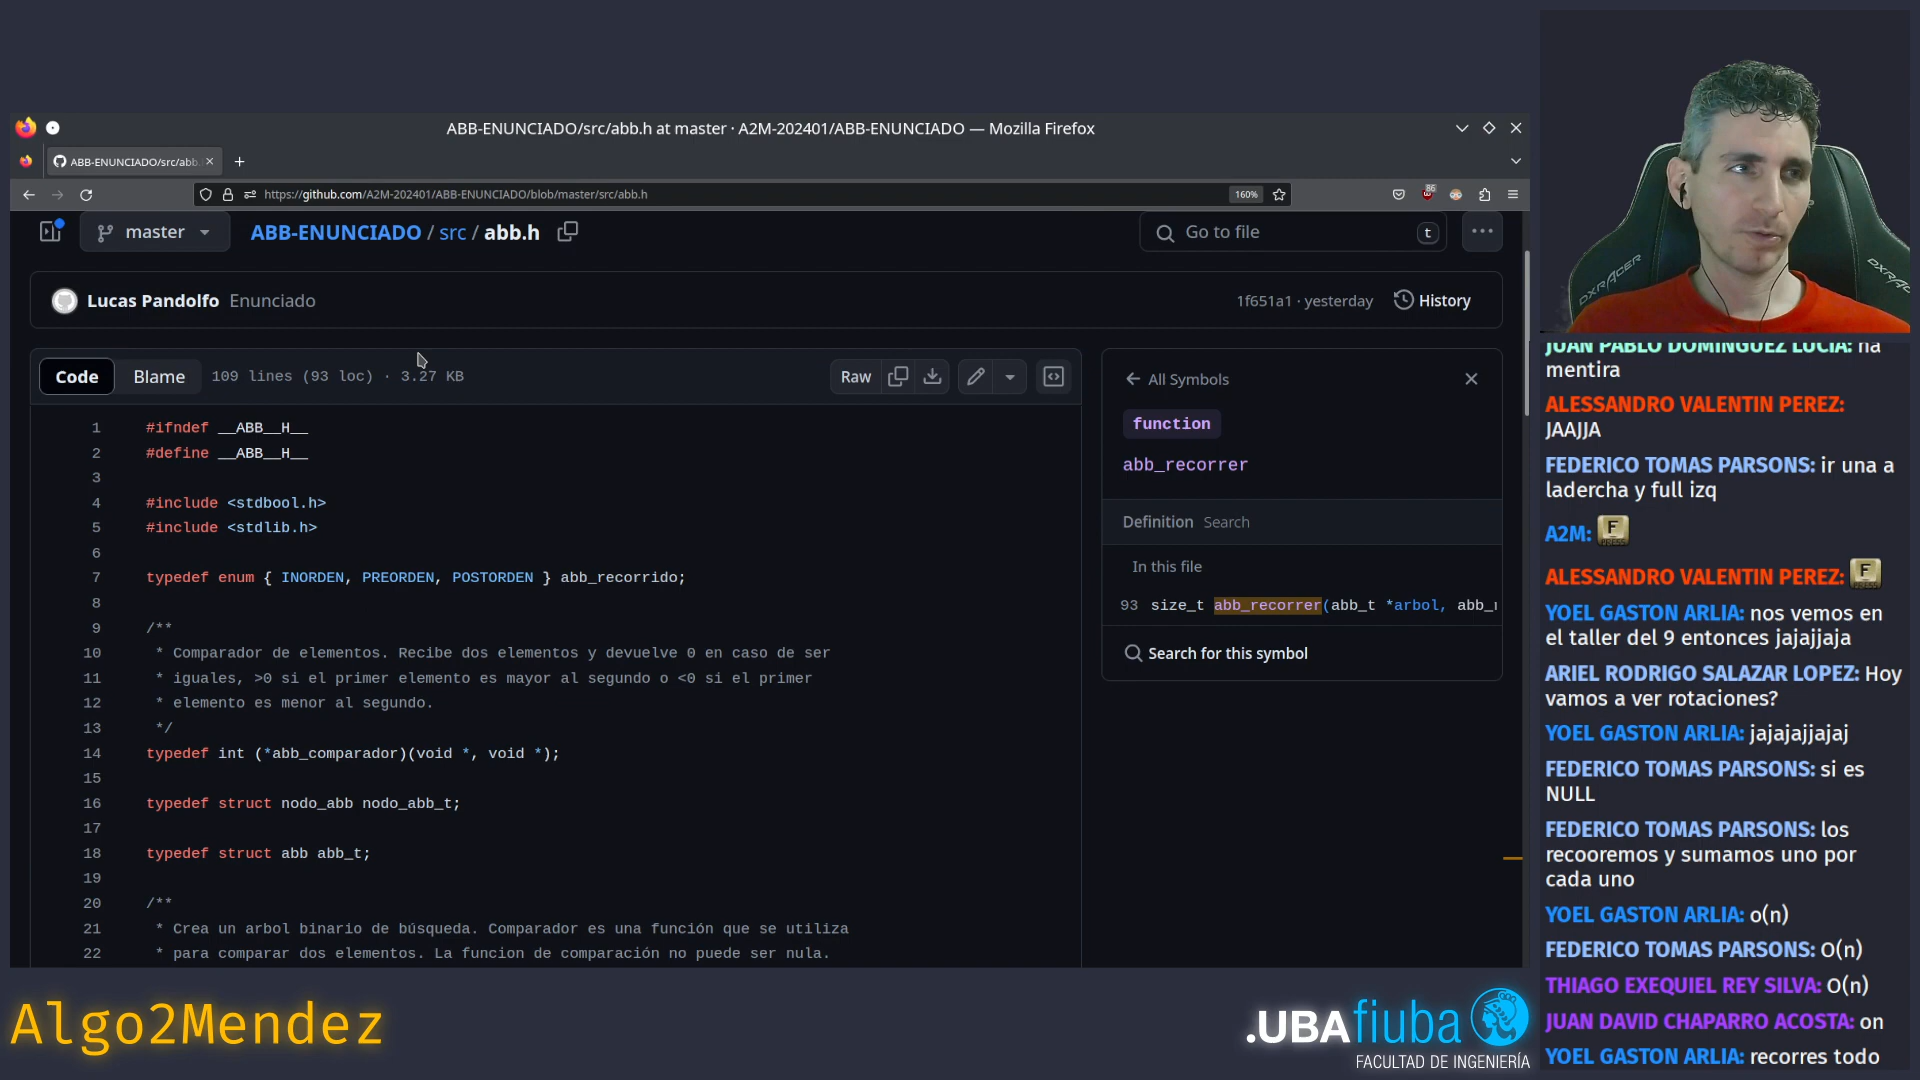 ABB-ENUNCIADO/src/abb.h at master · A2M-202401/ABB-ENUNCIADO — Mozilla Firefox
ABB-ENUNCIADO/src/abb.
https://github.com/A2M-202401/ABB-ENUNCIADO/blob/master/src/abb.h
160%
86
master
ABB-ENUNCIADO / src / abb.h
Go to file
t
Lucas Pandolfo Enunciado
1f651a1 · yesterday
History
Code
Blame
109 lines (93 loc) · 3.27 KB
Raw
1 #ifndef __ABB__H__
2 #define __ABB__H__
3
4 #include <stdbool.h>
5 #include <stdlib.h>
6
7 typedef enum { INORDEN, PREORDEN, POSTORDEN } abb_recorrido;
8
9 /**
10 * Comparador de elementos. Recibe dos elementos y devuelve 0 en caso de ser
11 * iguales, >0 si el primer elemento es mayor al segundo o <0 si el primer
12 * elemento es menor al segundo.
13 */
14 typedef int (*abb_comparador)(void *, void *);
15
16 typedef struct nodo_abb nodo_abb_t;
17
18 typedef struct abb abb_t;
19
20 /**
21 * Crea un arbol binario de búsqueda. Comparador es una función que se utiliza
22 * para comparar dos elementos. La funcion de comparación no puede ser nula.
All Symbols
function
abb_recorrer
Definition Search
In this file
93 size_t abb_recorrer(abb_t *arbol, abb_
Search for this symbol
DXRACER
JUAN PABLO DOMINGUEZ LUCIA: na
mentira
ALESSANDRO VALENTIN PEREZ:
JAAJJA
FEDERICO TOMAS PARSONS: ir una a
ladercha y full izq
A2M: F
ALESSANDRO VALENTIN PEREZ: F
YOEL GASTON ARLIA: nos vemos en
el taller del 9 entonces jajajjaja
ARIEL RODRIGO SALAZAR LOPEZ: Hoy
vamos a ver rotaciones?
YOEL GASTON ARLIA: jajajajjajaj
FEDERICO TOMAS PARSONS: si es
NULL
FEDERICO TOMAS PARSONS: los
recooremos y sumamos uno por
cada uno
YOEL GASTON ARLIA: o(n)
FEDERICO TOMAS PARSONS: O(n)
THIAGO EXEQUIEL REY SILVA: O(n)
JUAN DAVID CHAPARRO ACOSTA: on
YOEL GASTON ARLIA: recorres todo
Algo2Mendez
.UBAfiuba
FACULTAD DE INGENIERÍA